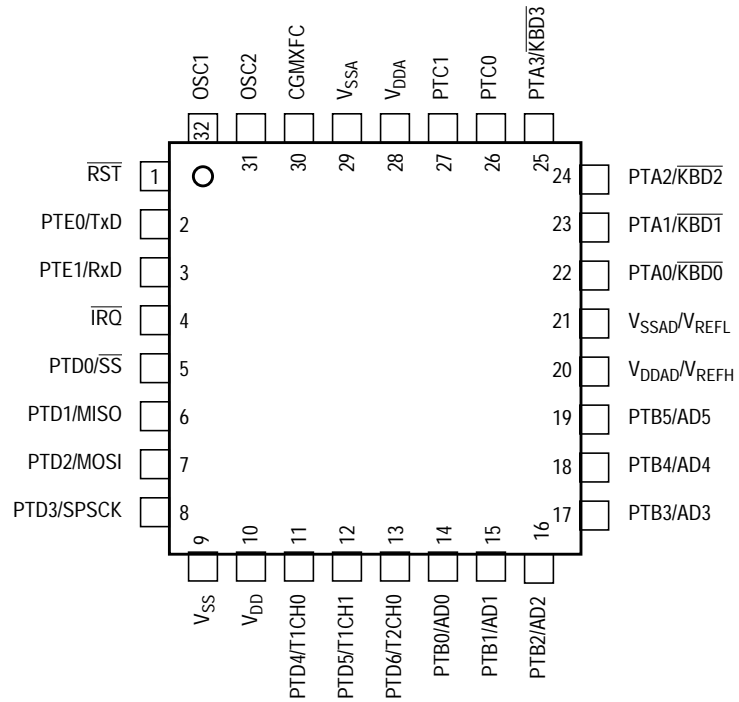 OSC1
OSC2
CGMXFC
VSSA
VDDA
PTC1
PTC0
PTA3/KBD3
32
31
30
29
28
27
26
25
RST
1
PTE0/TxD
2
PTE1/RxD
3
IRQ
4
PTD0/SS
5
PTD1/MISO
6
PTD2/MOSI
7
PTD3/SPSCK
8
24
PTA2/KBD2
23
PTA1/KBD1
22
PTA0/KBD0
21
VSSAD/VREFL
20
VDDAD/VREFH
19
PTB5/AD5
18
PTB4/AD4
17
PTB3/AD3
9
10
11
12
13
14
15
16
VSS
VDD
PTD4/T1CH0
PTD5/T1CH1
PTD6/T2CH0
PTB0/AD0
PTB1/AD1
PTB2/AD2